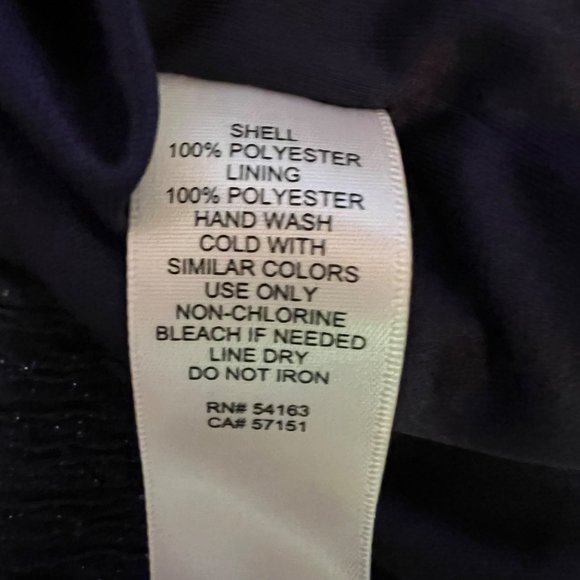 SHELL
100% POLYESTER
LINING
100% POLYESTER
HAND WASH
COLD WITH
SIMILAR COLORS
USE ONLY
NON-CHLORINE
BLEACH IF NEEDED
LINE DRY
DO NOT IRON
RN# 54163
CA# 57151